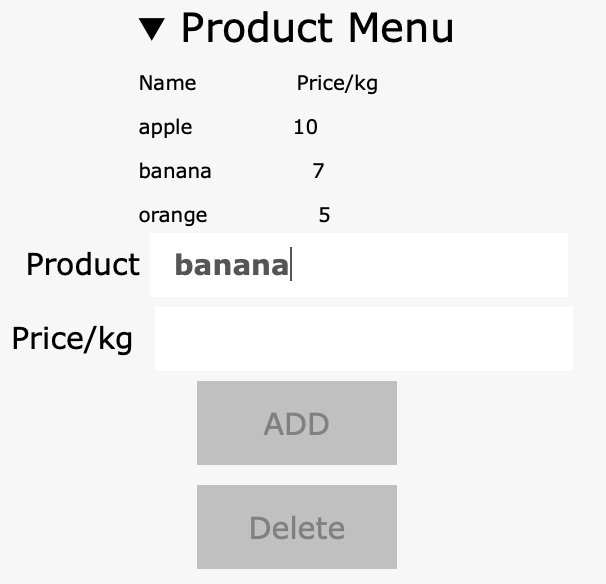 ▼ Product Menu
Name Price/kg
apple 10
banana 7
orange 5
Product banana
Price/kg
ADD
Delete